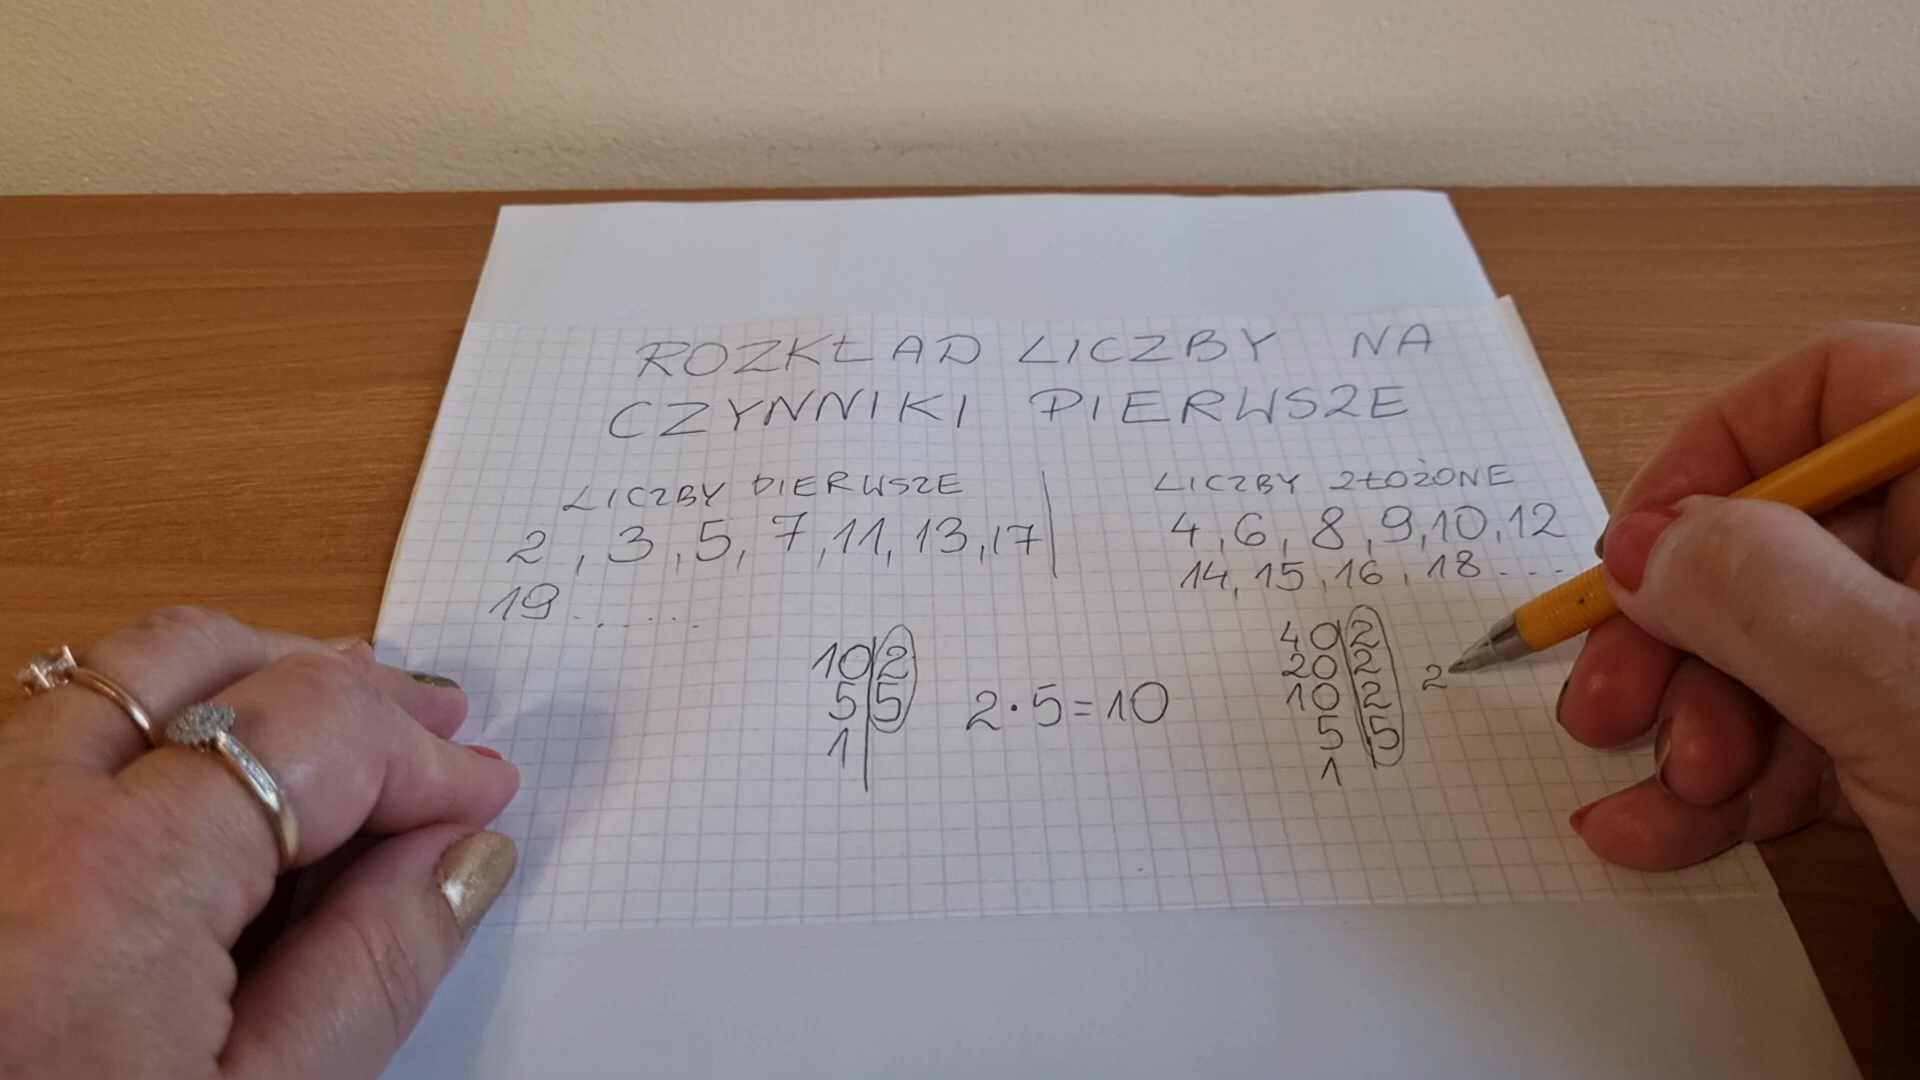 ROZKŁAD LICZBY NA
CZYNNIKI PIERWSZE
LICZBY PIERWSZE
2, 3, 5, 7, 11, 13, 17
19......
LICZBY ZŁOŻONE
4, 6, 8, 9, 10, 12
14, 15, 16, 18....
10|2
5|5
1|
2·5=10
40|2
20|2
10|2
5|5
1
2